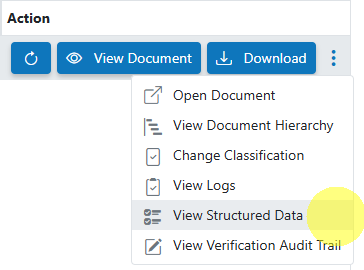 Action
View Document
Download
Open Document
View Document Hierarchy
Change Classification
View Logs
View Structured Data
View Verification Audit Trail